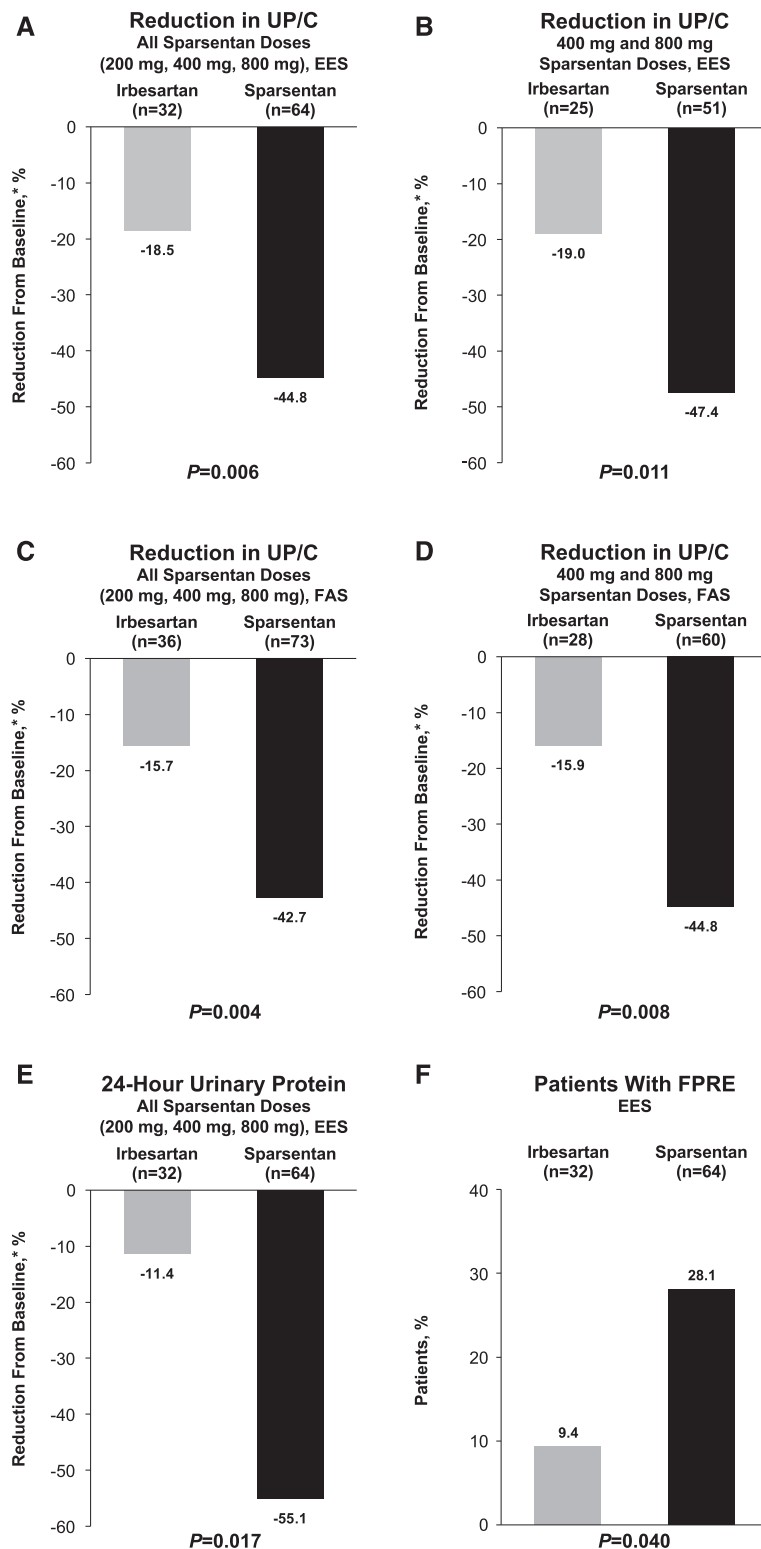 A
Reduction in UP/C
All Sparsentan Doses
(200 mg, 400 mg, 800 mg), EES
Irbesartan
(n=32)
Sparsentan
(n=64)
Reduction From Baseline,* %
0
-10
-20
-30
-40
-50
-60
-18.5
-44.8
P=0.006
B
Reduction in UP/C
400 mg and 800 mg
Sparsentan Doses, EES
Irbesartan
(n=25)
Sparsentan
(n=51)
Reduction From Baseline,* %
0
-10
-20
-30
-40
-50
-60
-19.0
-47.4
P=0.011
C
Reduction in UP/C
All Sparsentan Doses
(200 mg, 400 mg, 800 mg), FAS
Irbesartan
(n=36)
Sparsentan
(n=73)
Reduction From Baseline,* %
0
-10
-20
-30
-40
-50
-60
-15.7
-42.7
P=0.004
D
Reduction in UP/C
400 mg and 800 mg
Sparsentan Doses, FAS
Irbesartan
(n=28)
Sparsentan
(n=60)
Reduction From Baseline,* %
0
-10
-20
-30
-40
-50
-60
-15.9
-44.8
P=0.008
E
24-Hour Urinary Protein
All Sparsentan Doses
(200 mg, 400 mg, 800 mg), EES
Irbesartan
(n=32)
Sparsentan
(n=64)
Reduction From Baseline,* %
0
-10
-20
-30
-40
-50
-60
-11.4
-55.1
P=0.017
F
Patients With FPRE
EES
Irbesartan
(n=32)
Sparsentan
(n=64)
Patients, %
40
30
20
10
0
9.4
28.1
P=0.040